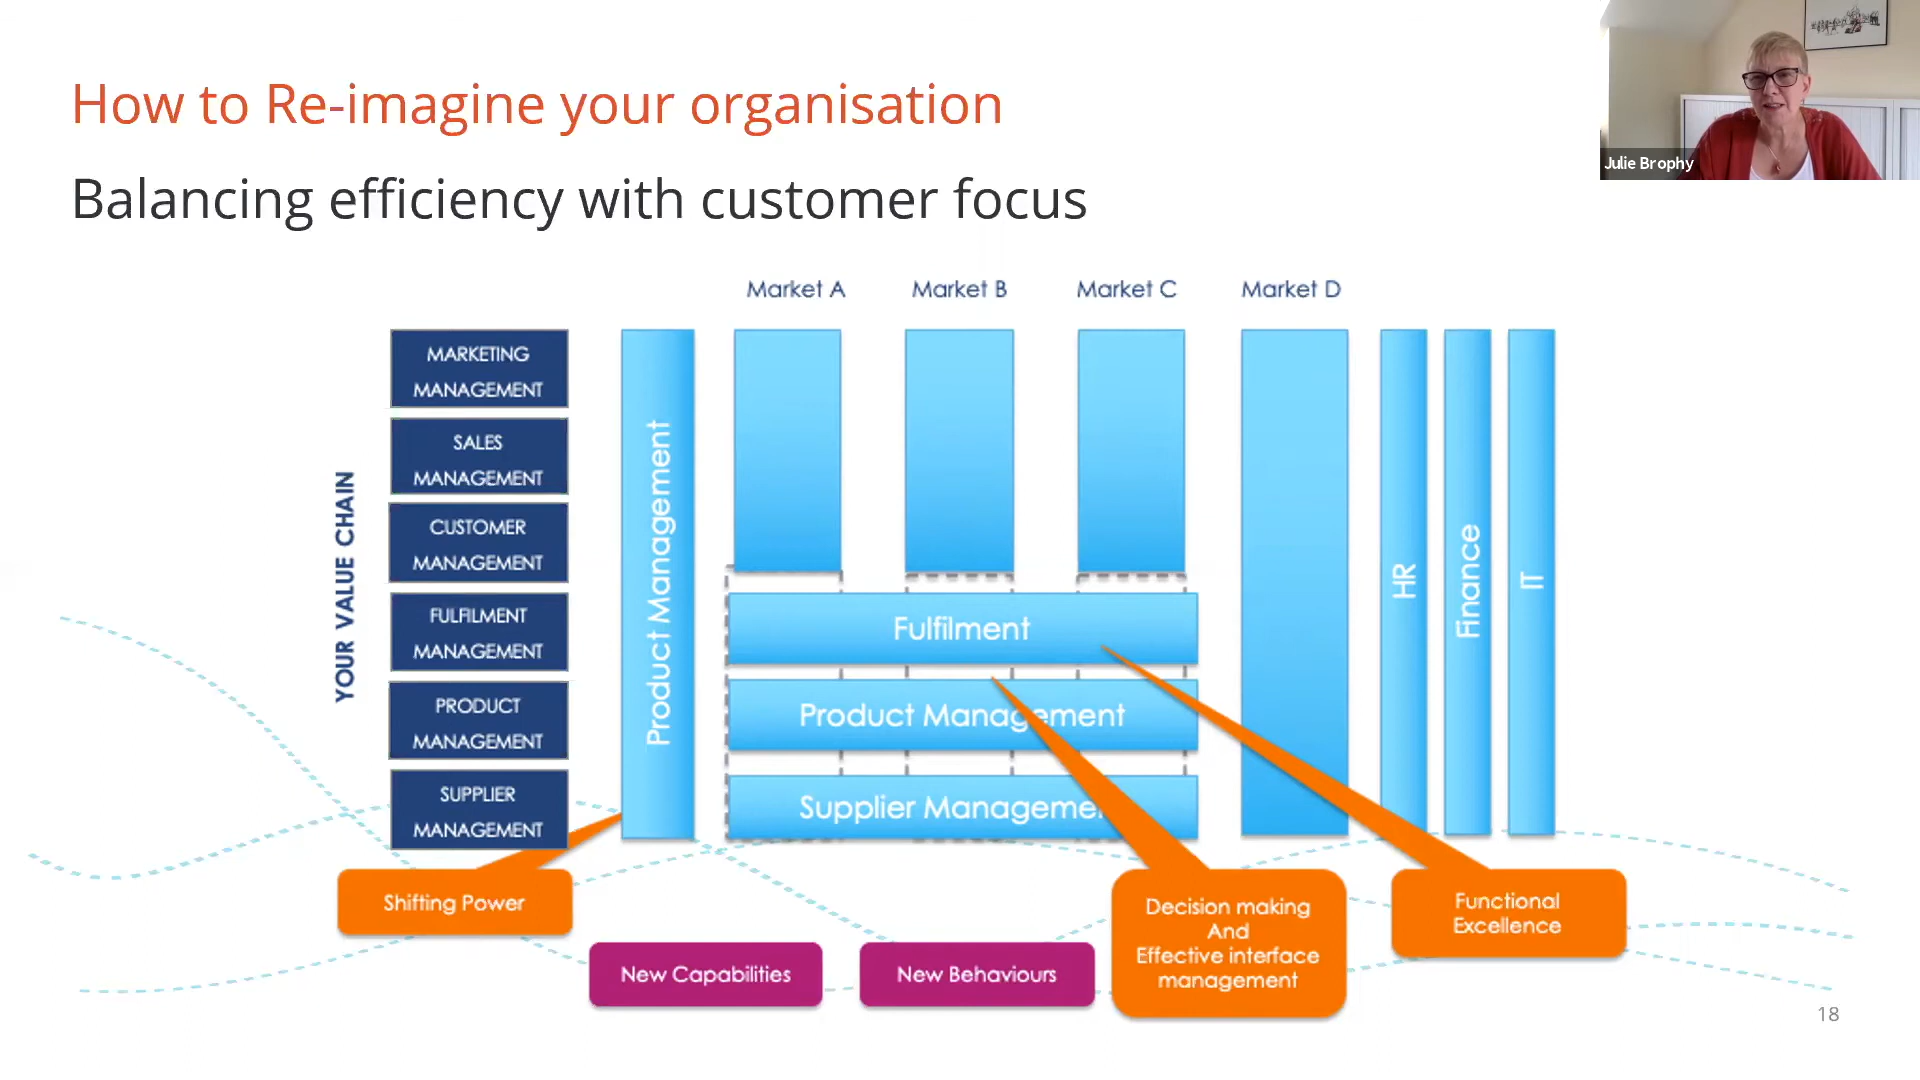 How to Re-imagine your organisation
Balancing efficiency with customer focus
Julie Brophy
Market A
Market B
Market C
Market D
YOUR VALUE CHAIN
MARKETING
MANAGEMENT
SALES
MANAGEMENT
CUSTOMER
MANAGEMENT
FULFILMENT
MANAGEMENT
PRODUCT
MANAGEMENT
SUPPLIER
MANAGEMENT
Product Management
Fulfilment
Product Management
Supplier Manageme
HR
Finance
IT
Shifting Power
New Capabilities
New Behaviours
Decision making
And
Effective interface
management
Functional
Excellence
18